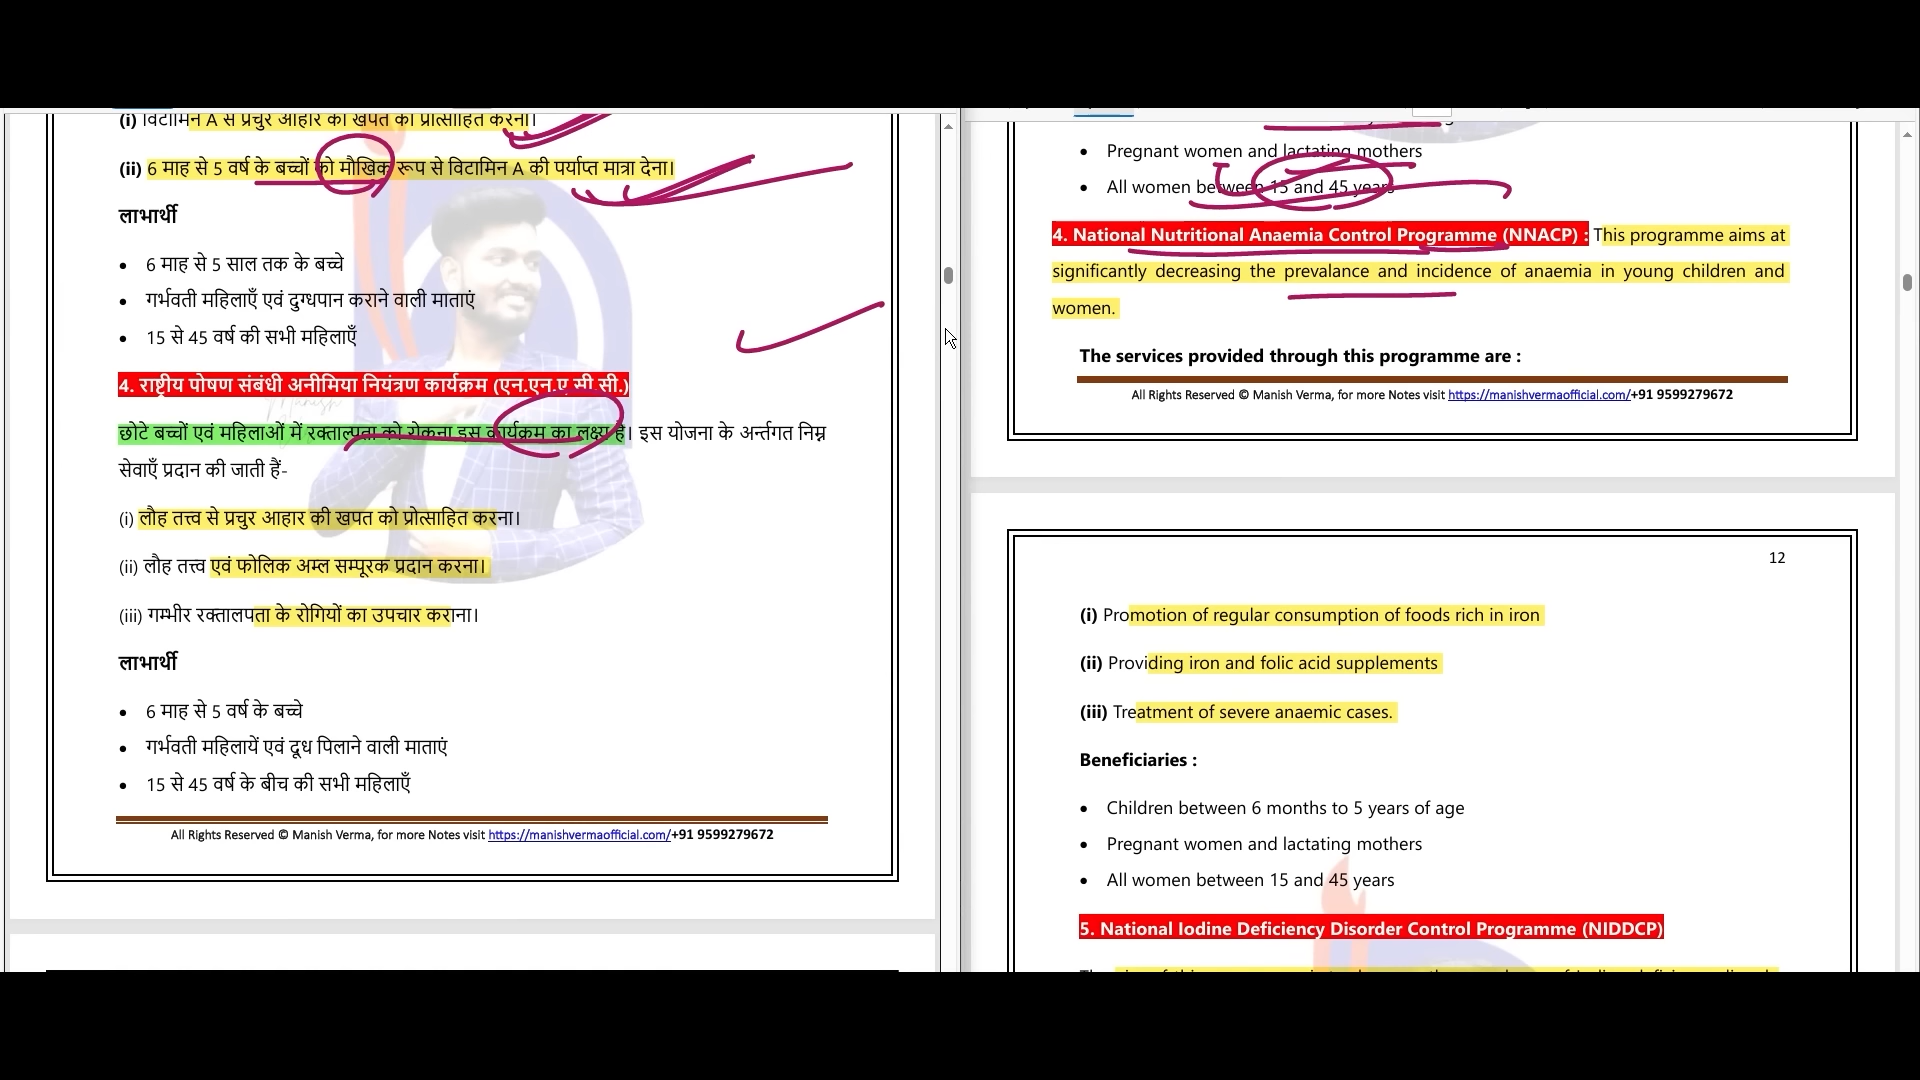 (i) विटामिन A से प्रचुर आहार की खपत को प्रोत्साहित करना।
(ii) 6 माह से 5 वर्ष के बच्चों को मौखिक रूप से विटामिन A की पर्याप्त मात्रा देना।
लाभार्थी
• 6 माह से 5 साल तक के बच्चे
• गर्भवती महिलाएँ एवं दुग्धपान कराने वाली माताएं
• 15 से 45 वर्ष की सभी महिलाएँ
4. राष्ट्रीय पोषण संबंधी अनीमिया नियंत्रण कार्यक्रम (एन.एन.ए.सी.सी.)
छोटे बच्चों एवं महिलाओं में रक्ताल्पता को रोकना इस कार्यक्रम का लक्ष्य है। इस योजना के अर्न्तगत निम्न
सेवाएँ प्रदान की जाती हैं-
(i) लौह तत्त्व से प्रचुर आहार की खपत को प्रोत्साहित करना।
(ii) लौह तत्त्व एवं फोलिक अम्ल सम्पूरक प्रदान करना।
(iii) गम्भीर रक्तालपता के रोगियों का उपचार कराना।
लाभार्थी
• 6 माह से 5 वर्ष के बच्चे
• गर्भवती महिलायें एवं दूध पिलाने वाली माताएं
• 15 से 45 वर्ष के बीच की सभी महिलाएँ
All Rights Reserved © Manish Verma, for more Notes visit https://manishvermaofficial.com/+91 9599279672
• Pregnant women and lactating mothers
• All women between 15 and 45 years
4. National Nutritional Anaemia Control Programme (NNACP) : This programme aims at
significantly decreasing the prevalance and incidence of anaemia in young children and
women.
The services provided through this programme are :
All Rights Reserved © Manish Verma, for more Notes visit https://manishvermaofficial.com/+91 9599279672
12
(i) Promotion of regular consumption of foods rich in iron
(ii) Providing iron and folic acid supplements
(iii) Treatment of severe anaemic cases.
Beneficiaries :
• Children between 6 months to 5 years of age
• Pregnant women and lactating mothers
• All women between 15 and 45 years
5. National Iodine Deficiency Disorder Control Programme (NIDDCP)